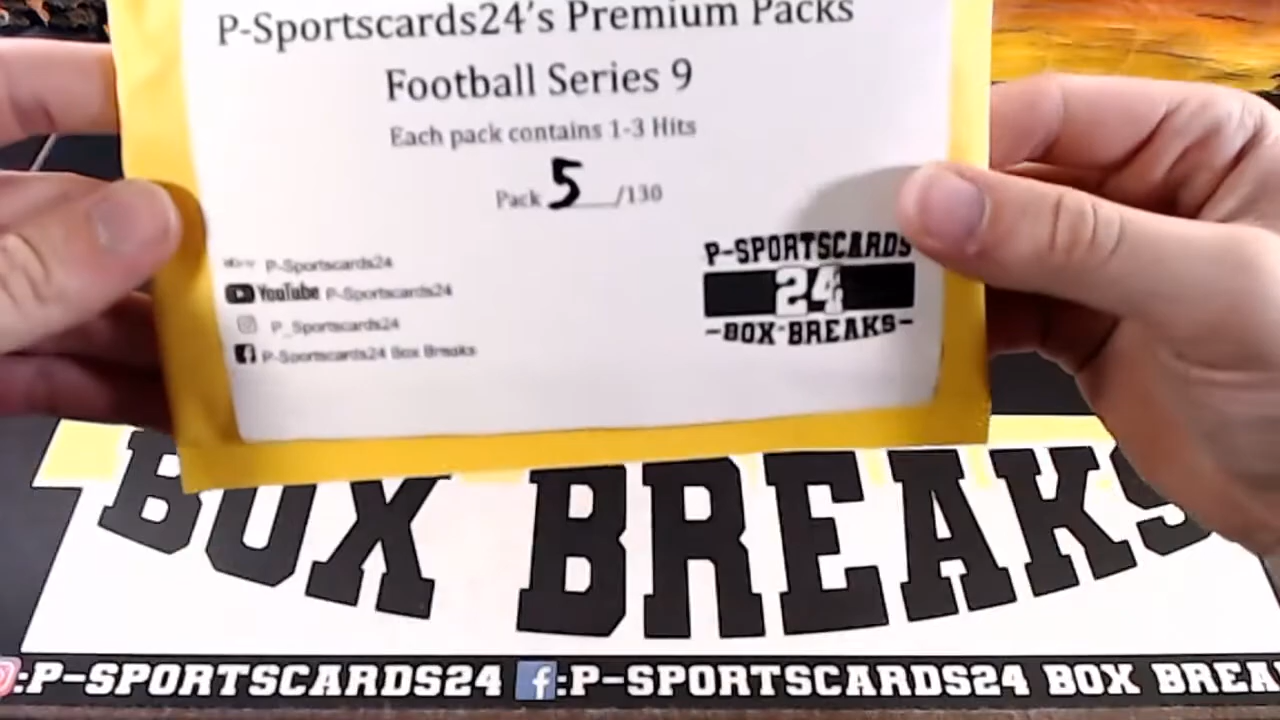 P-Sportscards24's Premium Packs
Football Series 9
Each pack contains 1-3 Hits
Pack 5 /130
P-Sportscards24
YouTube P-Sportscards24
P_Sportscards24
P-Sportscards24 Box Breaks
P-SPORTSCARDS
24
-BOX-BREAKS-
BOX BREAKS
:P-SPORTSCARDS24 :P-SPORTSCARDS24 BOX BREA